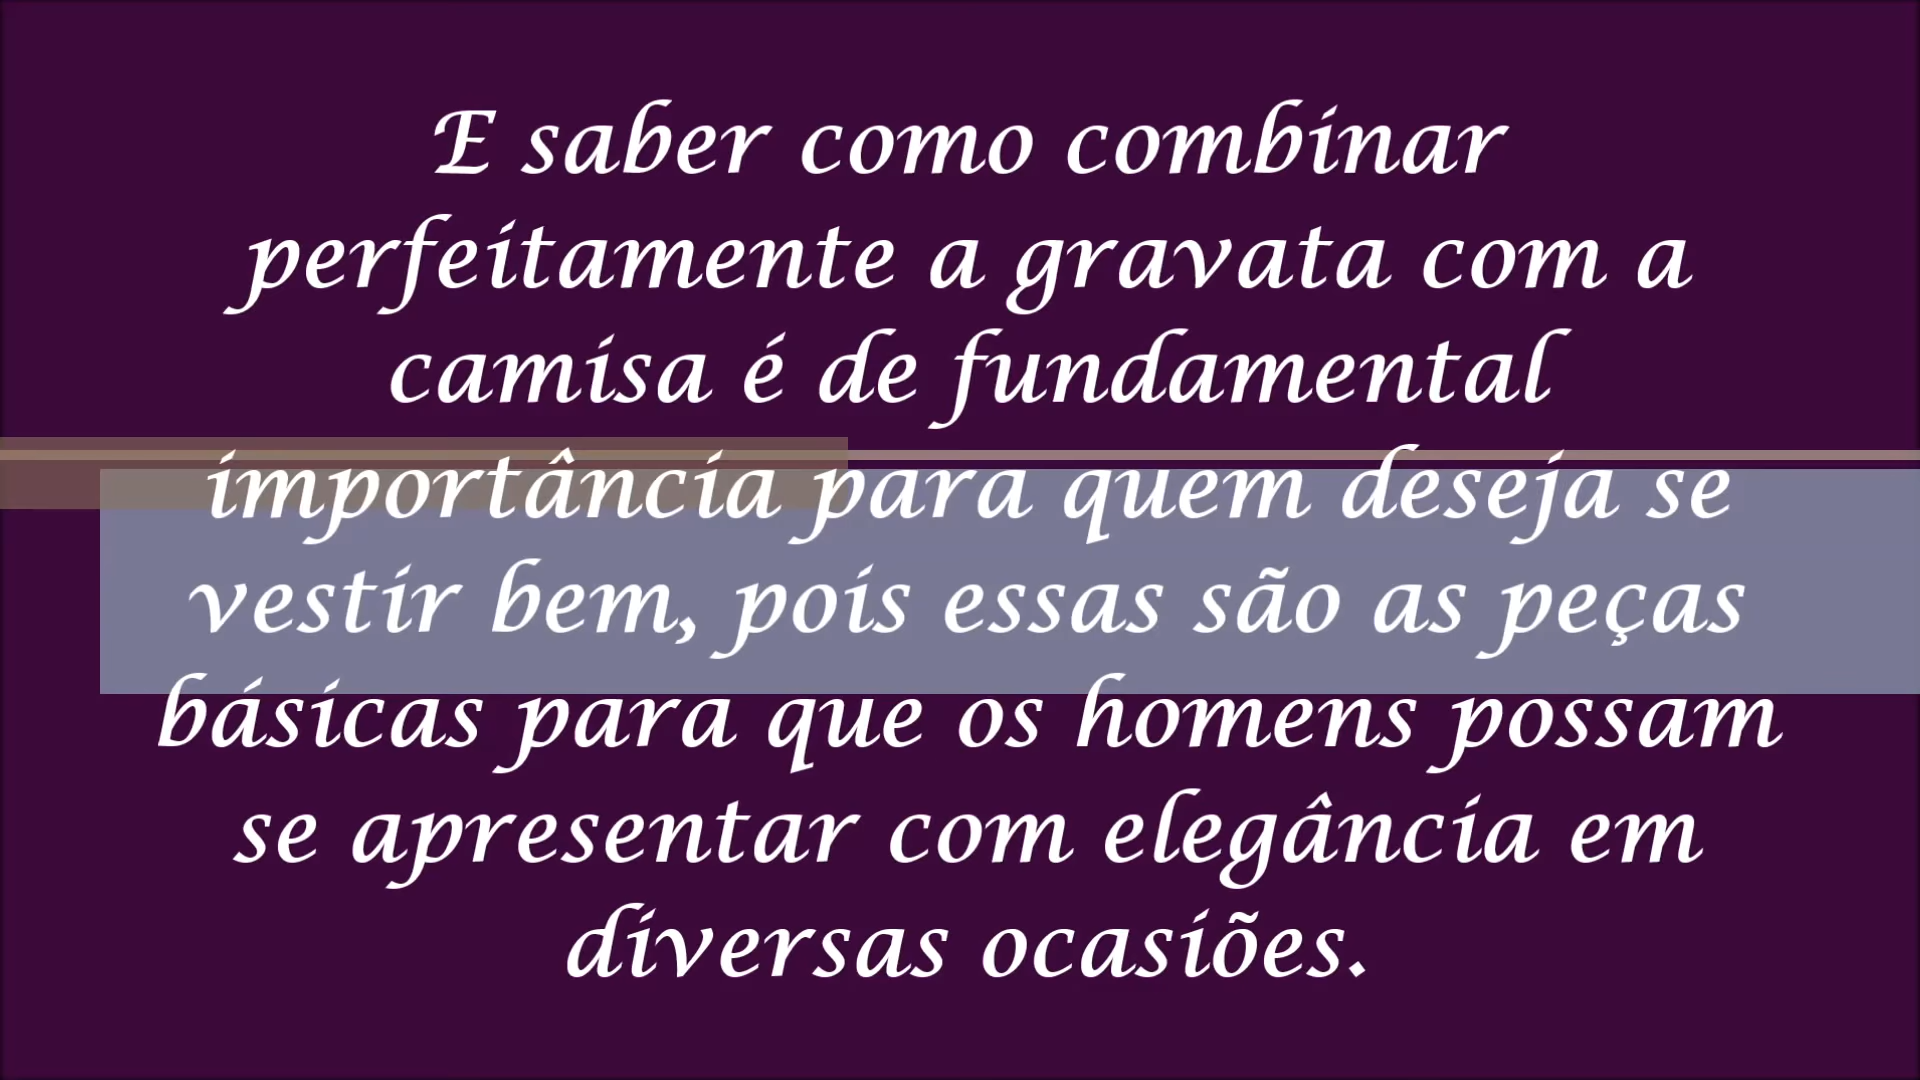 E saber como combinar
perfeitamente a gravata com a
camisa é de fundamental
importância para quem deseja se
vestir bem, pois essas são as peças
básicas para que os homens possam
se apresentar com elegância em
diversas ocasiões.